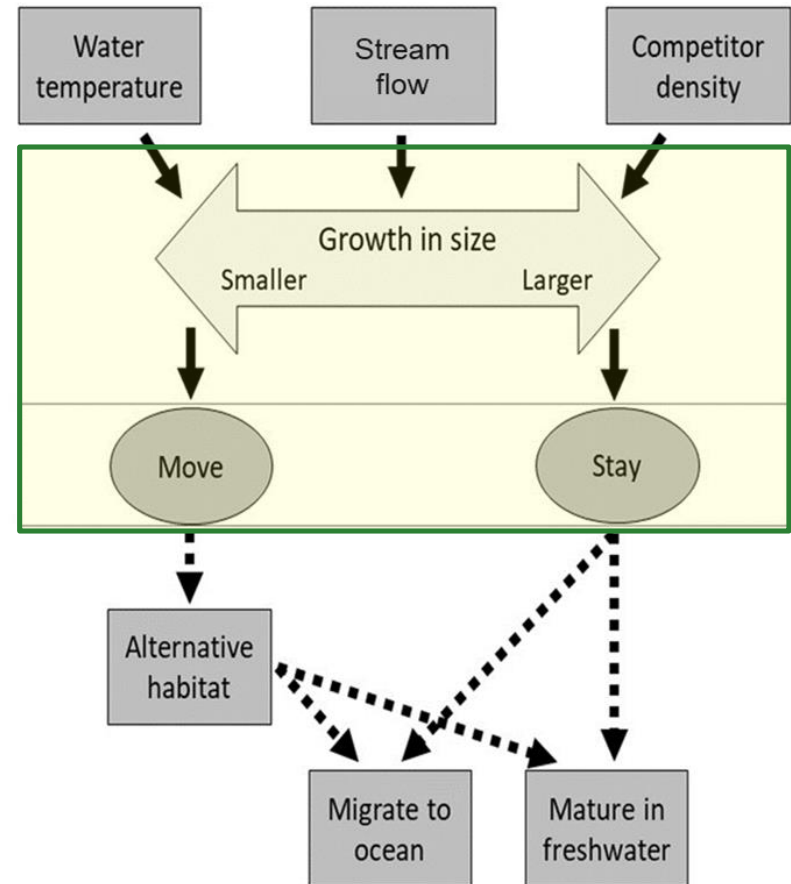 Water
temperature
Stream
flow
Competitor
density
Growth in size
Smaller
Larger
Move
Stay
Alternative
habitat
Migrate to
ocean
Mature in
freshwater